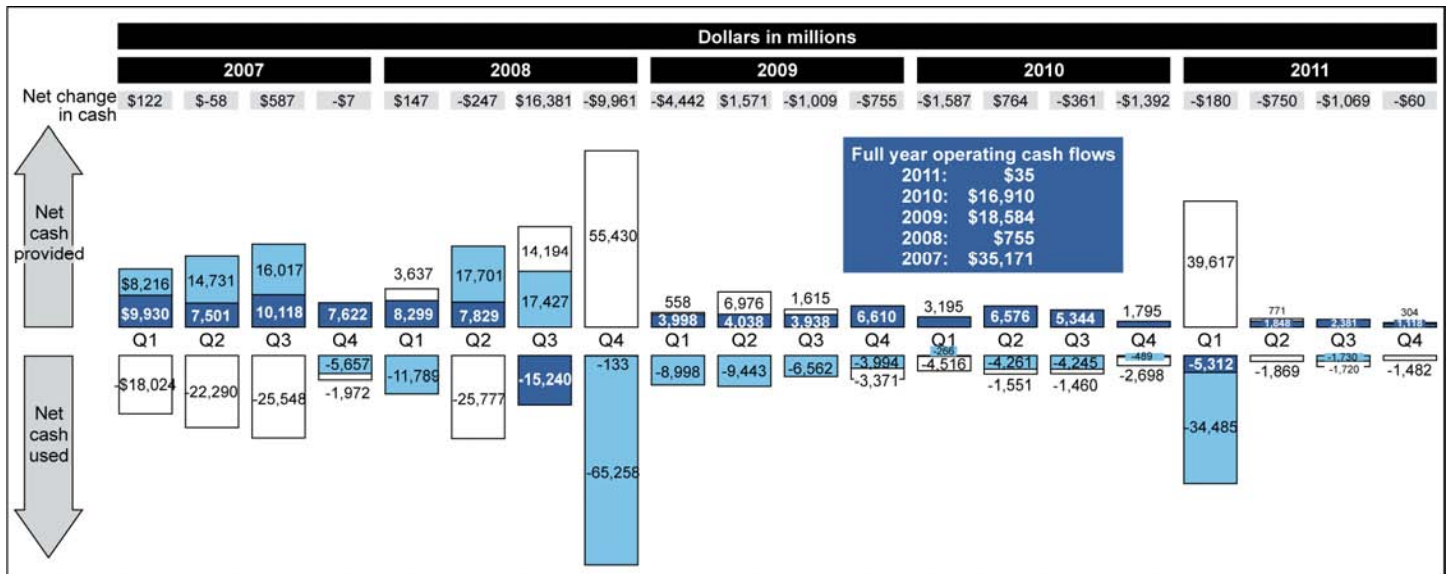 Dollars in millions
2007 2008 2009 2010 2011
Net change in cash $122 $-58 $587 -$7 $147 -$247 $16,381 -$9,961 -$4,442 $1,571 -$1,009 -$755 -$1,587 $764 -$361 -$1,392 -$180 -$750 -$1,069 -$60
Full year operating cash flows
2011: $35
2010: $16,910
2009: $18,584
2008: $755
2007: $35,171
Net
cash
provided
55,430
39,617
14,194
16,017
17,701
14,731
3,637
17,427
$8,216
558 6,976 1,615 3,195 1,795 771 304
$9,930 7,501 10,118 7,622 8,299 7,829 3,998 4,038 3,938 6,610 6,576 5,344 1,848 2,381 1,118
Q1 Q2 Q3 Q4 Q1 Q2 Q3 Q4 Q1 Q2 Q3 Q4 Q1 Q2 Q3 Q4 Q1 Q2 Q3 Q4
-5,657 -133 -3,994 -266 -4,261 -4,245 -489 -5,312 -1,730
-$18,024 -22,290 -25,548 -1,972 -11,789 -25,777 -15,240 -8,998 -9,443 -6,562 -3,371 -4,516 -1,551 -1,460 -2,698 -1,869 -1,720 -1,482
-34,485
-65,258
Net
cash
used